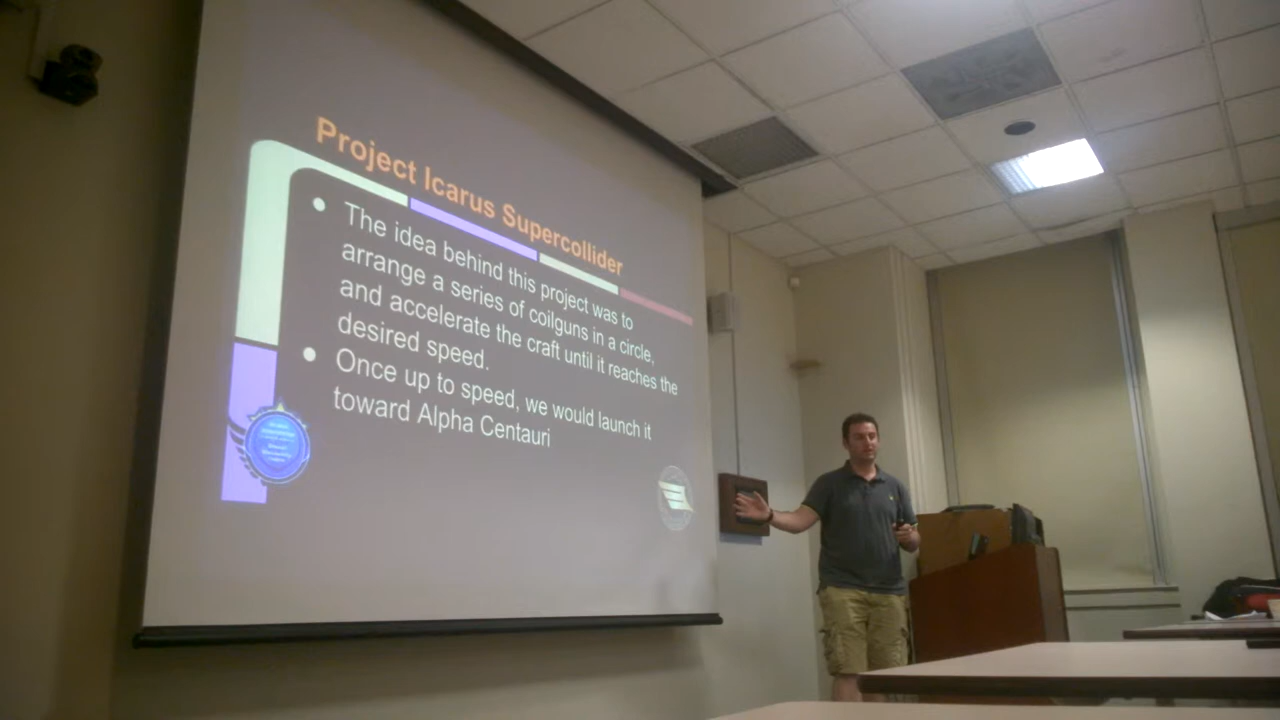 Project Icarus Supercollider
The idea behind this project was to
arrange a series of coilguns in a circle,
and accelerate the craft until it reaches the
desired speed.
Once up to speed, we would launch it
toward Alpha Centauri